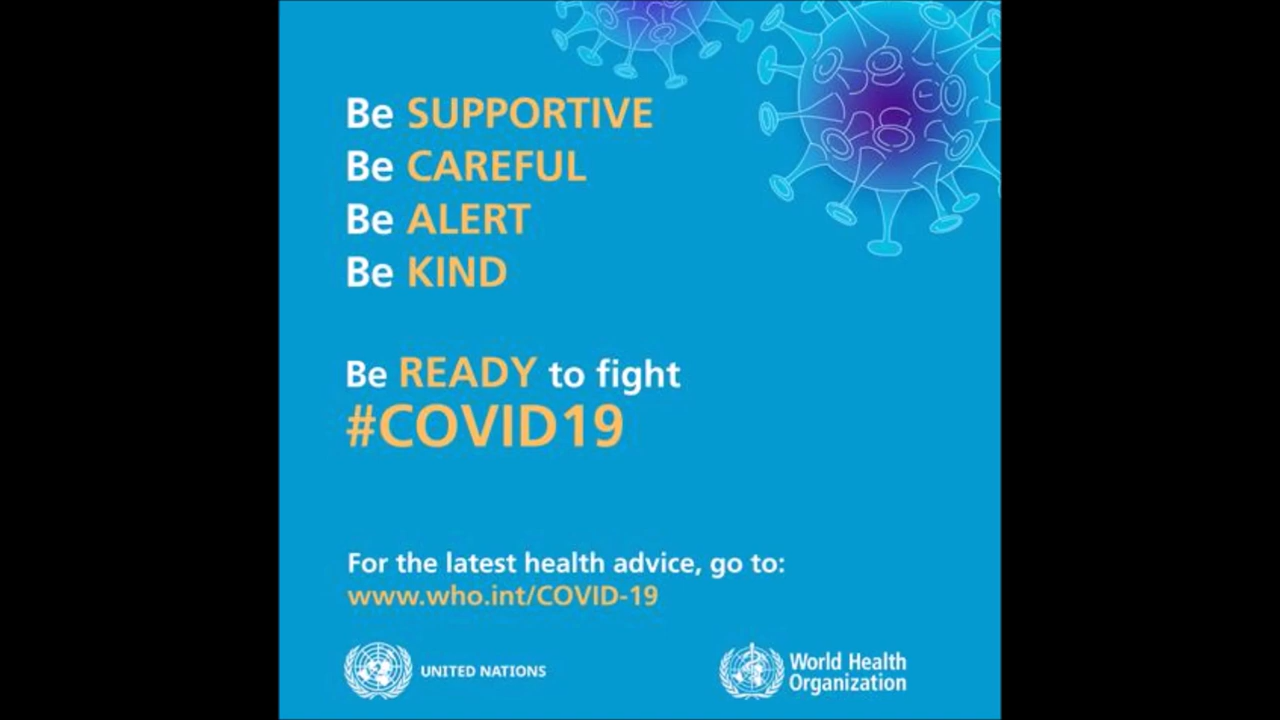 Be SUPPORTIVE
Be CAREFUL
Be ALERT
Be KIND
Be READY to fight
#COVID19
For the latest health advice, go to:
www.who.int/COVID-19
UNITED NATIONS
World Health
Organization